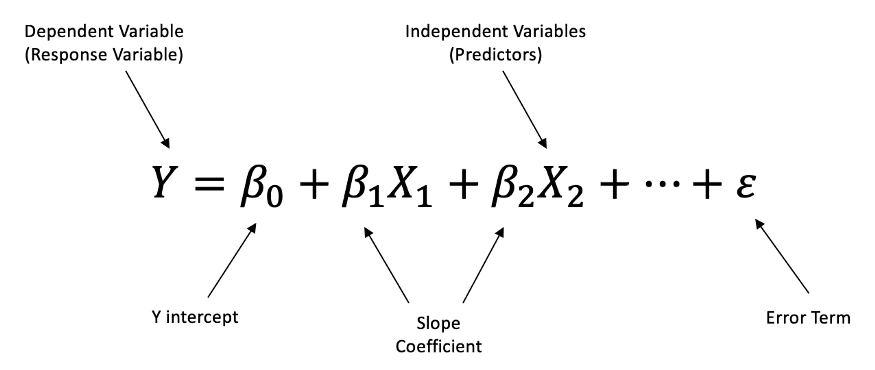 Dependent Variable
(Response Variable)
Independent Variables
(Predictors)
Y = β₀ + β₁X₁ + β₂X₂ + ⋯ + ε
Y intercept
Slope
Coefficient
Error Term